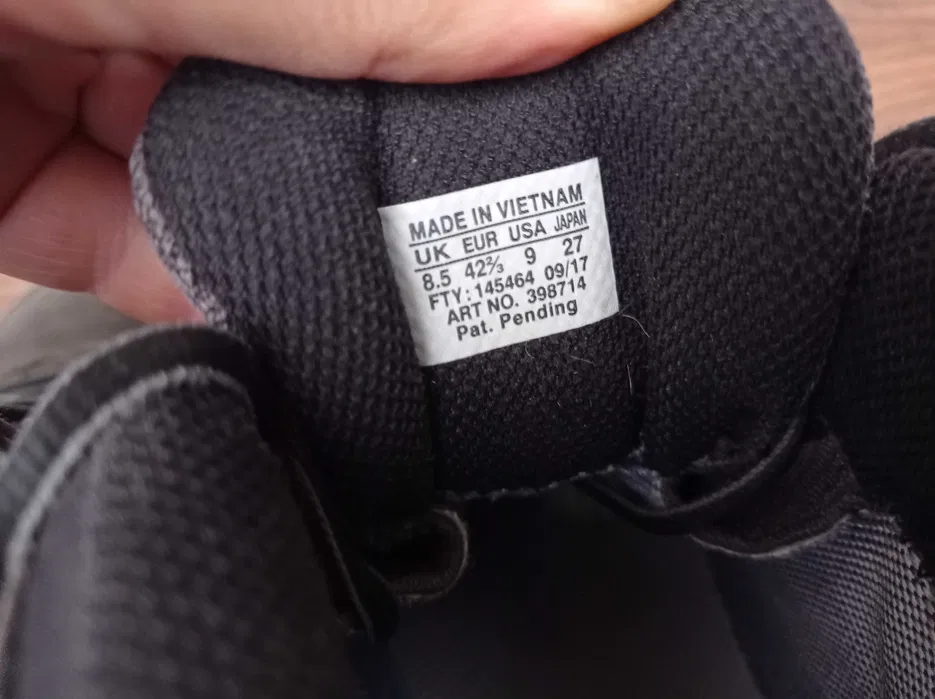 MADE IN VIETNAM
UK EUR USA JAPAN
8.5 42⅔ 9 27
FTY: 145464 09/17
ART NO. 398714
Pat. Pending